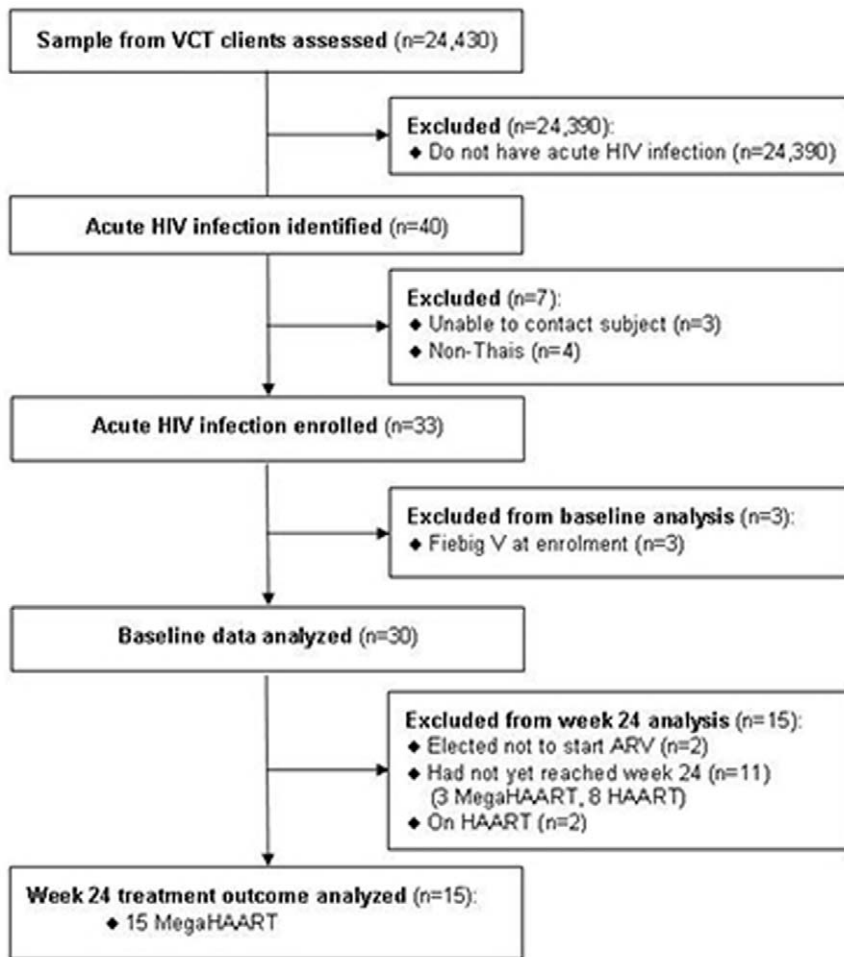 Sample from VCT clients assessed (n=24,430)
Excluded (n=24,390):
◆ Do not have acute HIV infection (n=24,390)
Acute HIV infection identified (n=40)
Excluded (n=7):
◆ Unable to contact subject (n=3)
◆ Non-Thais (n=4)
Acute HIV infection enrolled (n=33)
Excluded from baseline analysis (n=3):
◆ Fiebig V at enrolment (n=3)
Baseline data analyzed (n=30)
Excluded from week 24 analysis (n=15):
◆ Elected not to start ARV (n=2)
◆ Had not yet reached week 24 (n=11)
(3 MegaHAART, 8 HAART)
◆ On HAART (n=2)
Week 24 treatment outcome analyzed (n=15):
◆ 15 MegaHAART